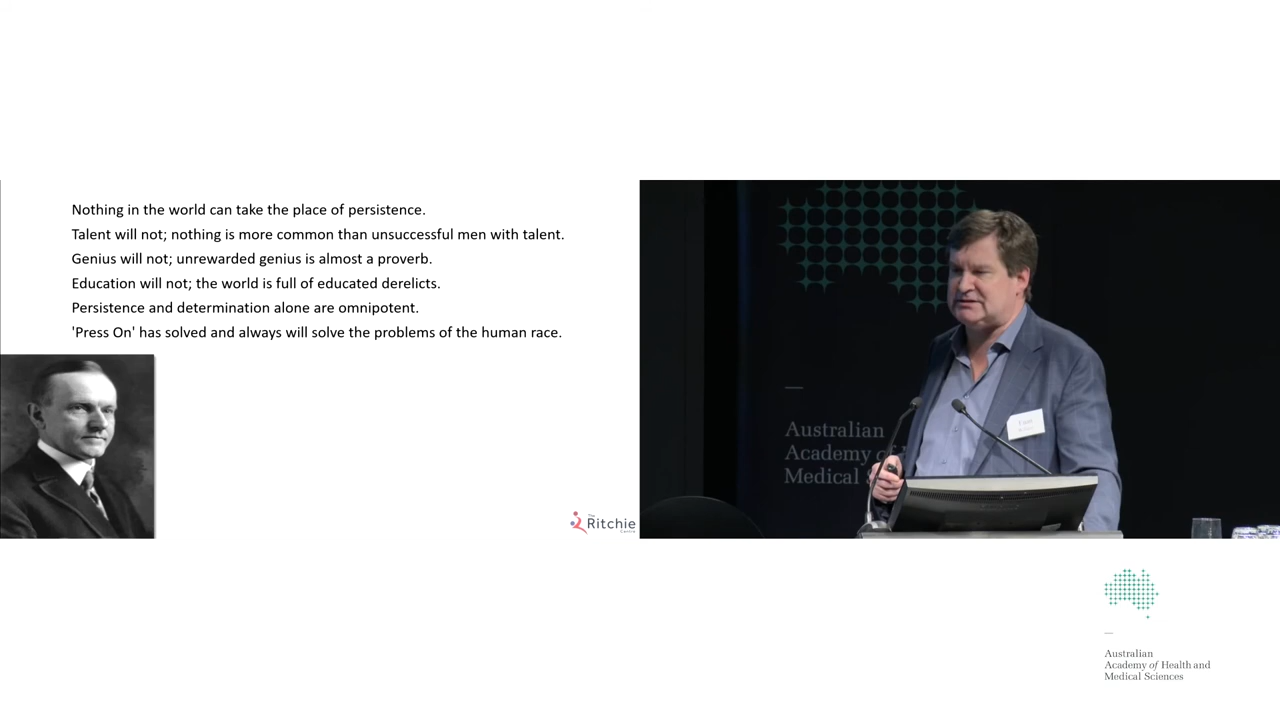 Nothing in the world can take the place of persistence.
Talent will not; nothing is more common than unsuccessful men with talent.
Genius will not; unrewarded genius is almost a proverb.
Education will not; the world is full of educated derelicts.
Persistence and determination alone are omnipotent.
'Press On' has solved and always will solve the problems of the human race.
The
Ritchie
Centre
Australian
Academy of H
Medical S
Australian
Academy of Health and
Medical Sciences